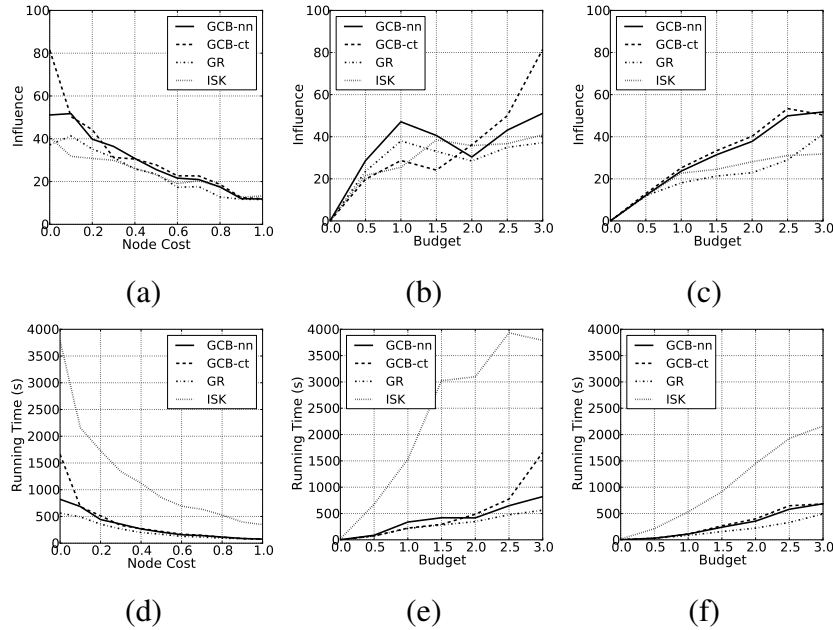 100
80
60
40
20
0
0.0 0.2 0.4 0.6 0.8 1.0
Node Cost
Influence
GCB-nn
GCB-ct
GR
ISK
(a)
100
80
60
40
20
0
0.0 0.5 1.0 1.5 2.0 2.5 3.0
Budget
Influence
GCB-nn
GCB-ct
GR
ISK
(b)
100
80
60
40
20
0
0.0 0.5 1.0 1.5 2.0 2.5 3.0
Budget
Influence
GCB-nn
GCB-ct
GR
ISK
(c)
4000
3500
3000
2500
2000
1500
1000
500
0
0.0 0.2 0.4 0.6 0.8 1.0
Node Cost
Running Time (s)
GCB-nn
GCB-ct
GR
ISK
(d)
4000
3500
3000
2500
2000
1500
1000
500
0
0.0 0.5 1.0 1.5 2.0 2.5 3.0
Budget
Running Time (s)
GCB-nn
GCB-ct
GR
ISK
(e)
4000
3500
3000
2500
2000
1500
1000
500
0
0.0 0.5 1.0 1.5 2.0 2.5 3.0
Budget
Running Time (s)
GCB-nn
GCB-ct
GR
ISK
(f)